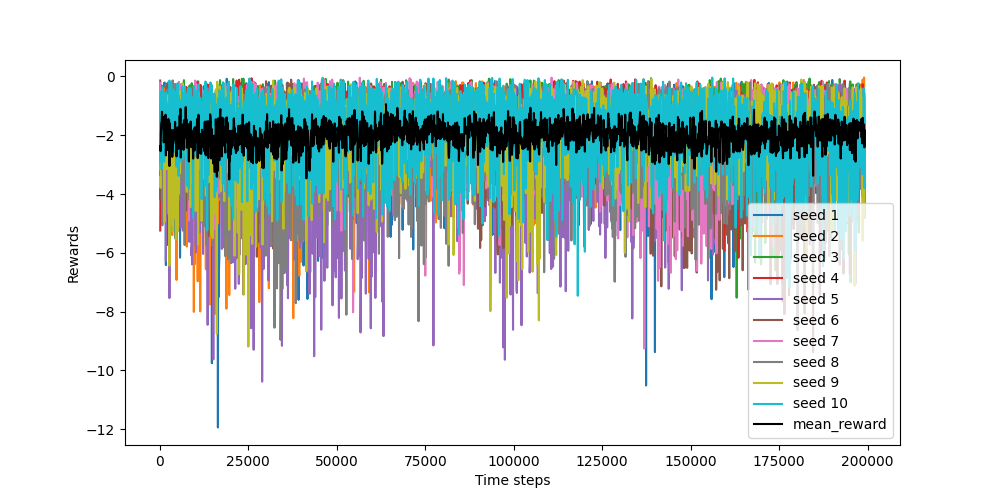 0
−2
−4
−6
−8
−10
−12
Rewards
0
25000
50000
75000
100000
125000
150000
175000
200000
Time steps
seed 1
seed 2
seed 3
seed 4
seed 5
seed 6
seed 7
seed 8
seed 9
seed 10
mean_reward